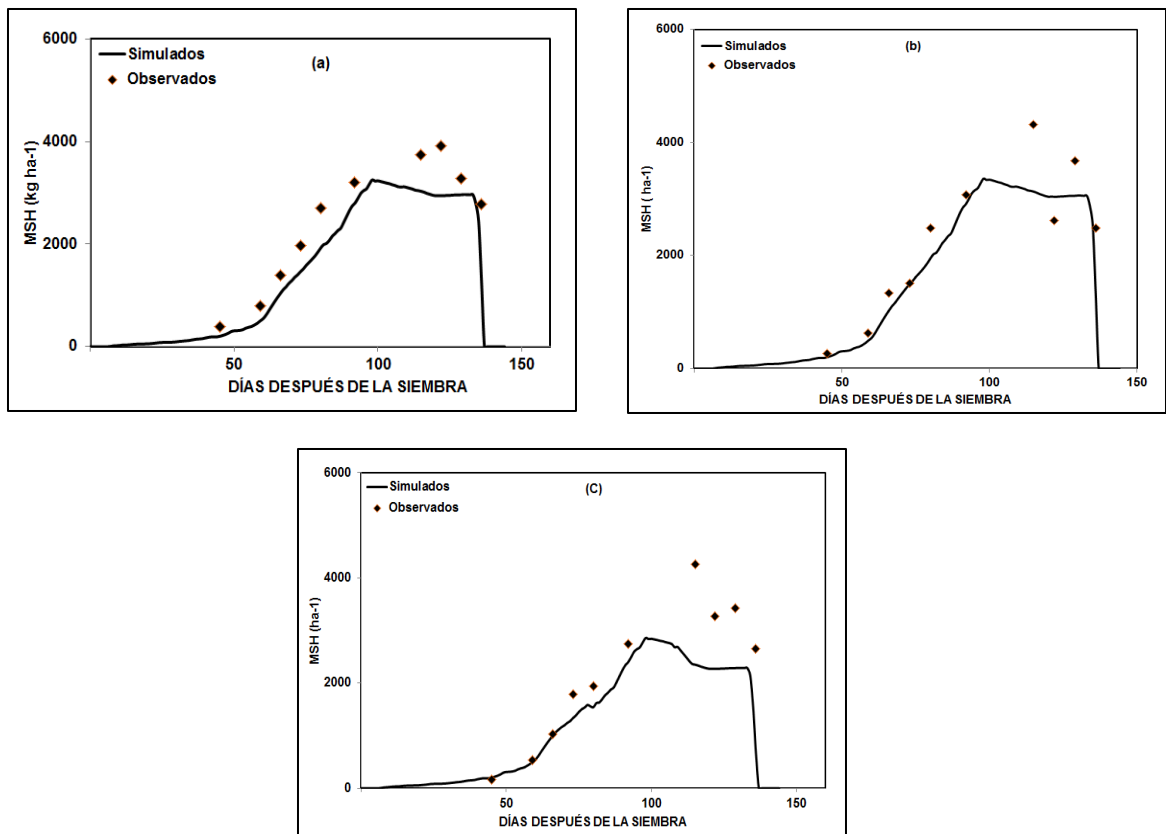 6000
Simulados
(a)
Observados
4000
MSH (kg ha-1)
2000
0
50
100
150
DÍAS DESPUÉS DE LA SIEMBRA
6000
Simulados
(b)
Observados
4000
MSH ( ha-1)
2000
0
50
100
150
DÍAS DESPUÉS DE LA SIEMBRA
6000
Simulados
(C)
Observados
4000
MSH (ha-1)
2000
0
50
100
150
DÍAS DESPUÉS DE LA SIEMBRA